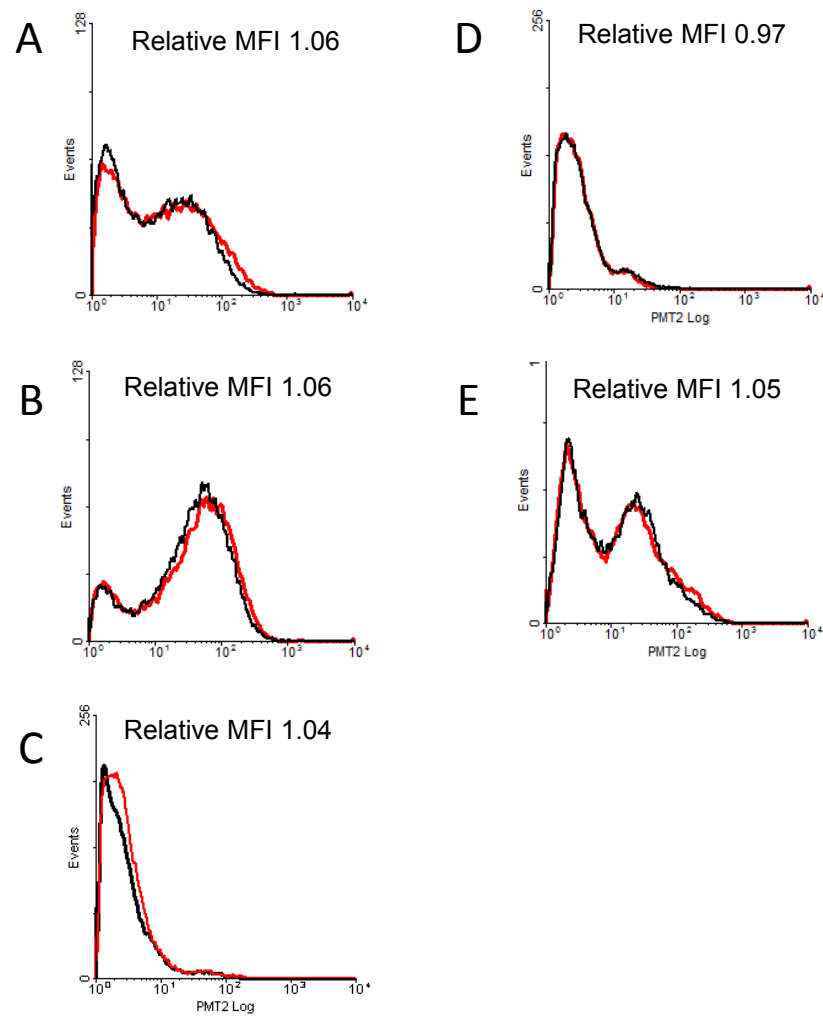 A
Relative MFI 1.06
128
Events
0
10⁰ 10¹ 10² 10³ 10⁴
B
Relative MFI 1.06
128
Events
0
10⁰ 10¹ 10² 10³ 10⁴
C
Relative MFI 1.04
256
Events
0
10⁰ 10¹ 10² 10³ 10⁴
PMT2 Log
D
Relative MFI 0.97
256
Events
0
10⁰ 10¹ 10² 10³ 10⁴
PMT2 Log
E
Relative MFI 1.05
1
Events
0
10⁰ 10¹ 10² 10³ 10⁴
PMT2 Log